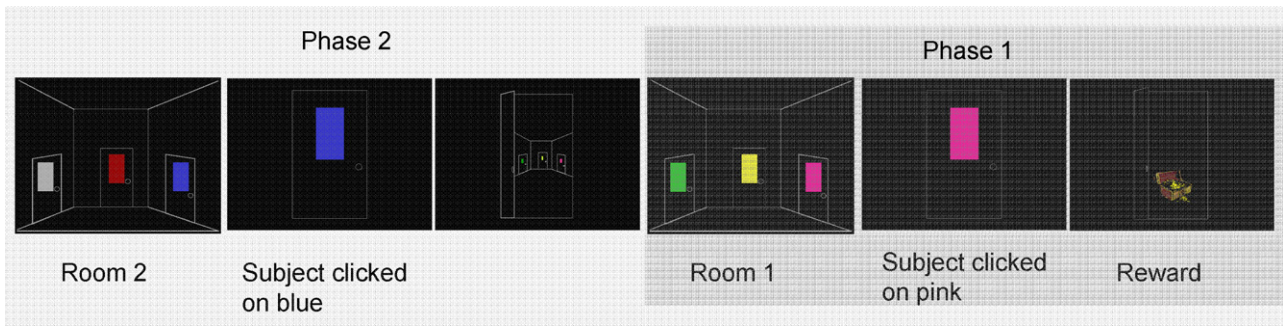 Phase 2
Phase 1
Room 2
Subject clicked
on blue
Room 1
Subject clicked
on pink
Reward